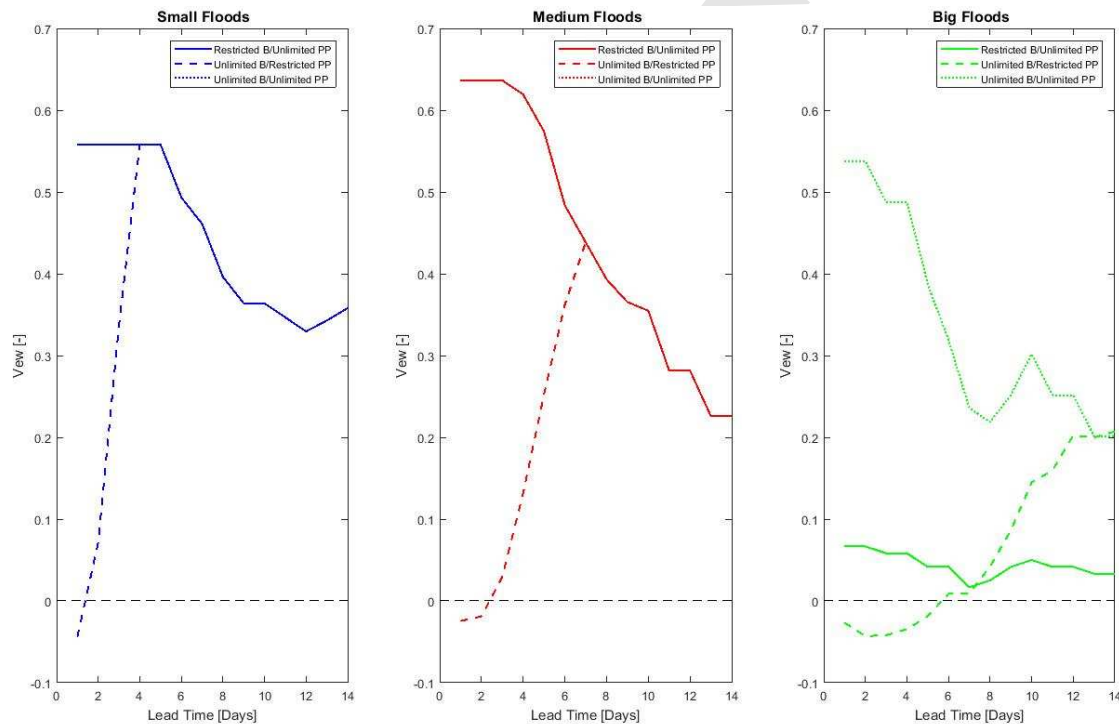 Small Floods
Restricted B/Unlimited PP
Unlimited B/Restricted PP
Unlimited B/Unlimited PP
0.7
0.6
0.5
0.4
0.3
0.2
0.1
0
-0.1
Vew [-]
0 2 4 6 8 10 12 14
Lead Time [Days]
Medium Floods
Restricted B/Unlimited PP
Unlimited B/Restricted PP
Unlimited B/Unlimited PP
0.7
0.6
0.5
0.4
0.3
0.2
0.1
0
-0.1
Vew [-]
0 2 4 6 8 10 12 14
Lead Time [Days]
Big Floods
Restricted B/Unlimited PP
Unlimited B/Restricted PP
Unlimited B/Unlimited PP
0.7
0.6
0.5
0.4
0.3
0.2
0.1
0
-0.1
Vew [-]
0 2 4 6 8 10 12 14
Lead Time [Days]